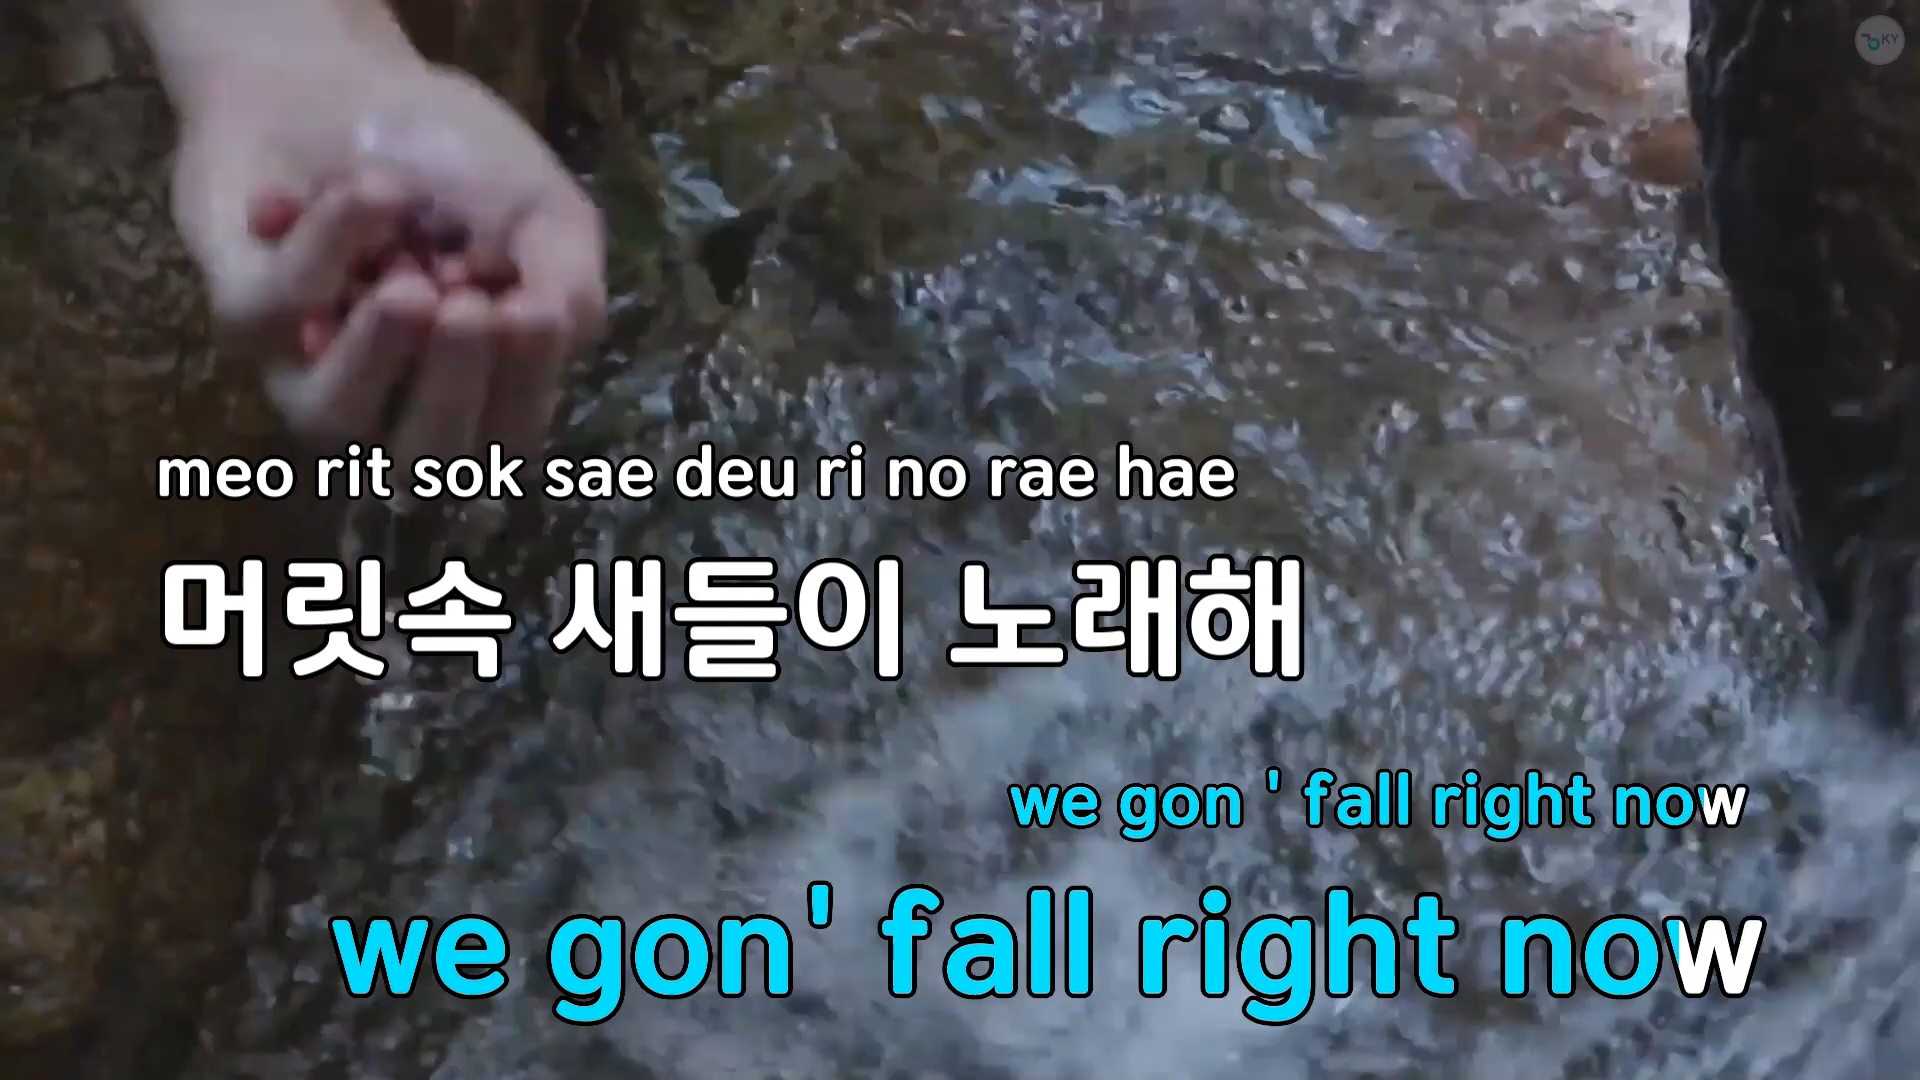 KY
meo rit sok sae deu ri no rae hae
머릿속 새들이 노래해
we gon ' fall right now
we gon' fall right now